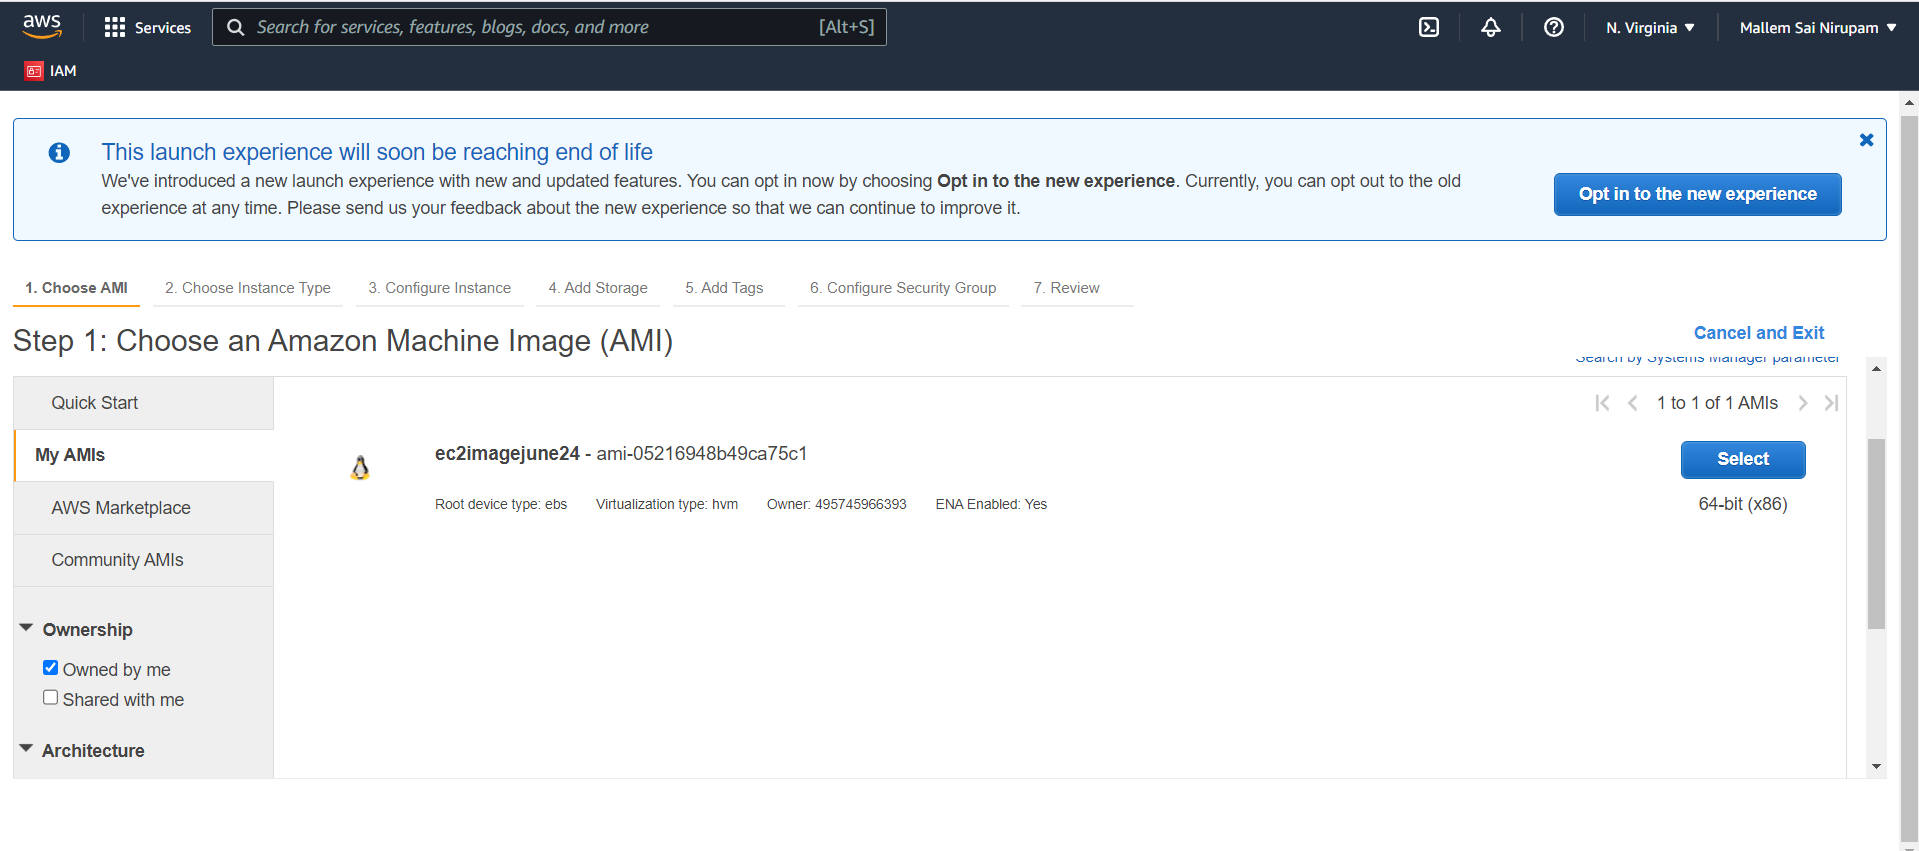 aws
Services
Search for services, features, blogs, docs, and more [Alt+S]
N. Virginia
Mallem Sai Nirupam
IAM
This launch experience will soon be reaching end of life
We've introduced a new launch experience with new and updated features. You can opt in now by choosing Opt in to the new experience. Currently, you can opt out to the old
experience at any time. Please send us your feedback about the new experience so that we can continue to improve it.
Opt in to the new experience
1. Choose AMI 2. Choose Instance Type 3. Configure Instance 4. Add Storage 5. Add Tags 6. Configure Security Group 7. Review
Step 1: Choose an Amazon Machine Image (AMI)
Cancel and Exit
Search by Systems Manager parameter
Quick Start
My AMIs
AWS Marketplace
Community AMIs
Ownership
Owned by me
Shared with me
Architecture
1 to 1 of 1 AMIs
ec2imagejune24 - ami-05216948b49ca75c1
Root device type: ebs Virtualization type: hvm Owner: 495745966393 ENA Enabled: Yes
Select
64-bit (x86)